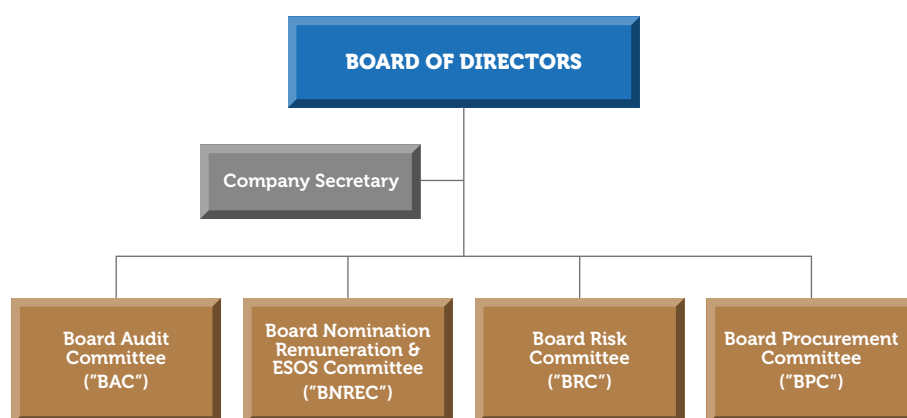 BOARD OF DIRECTORS
Company Secretary
Board Audit
Committee
("BAC")
Board Nomination
Remuneration &
ESOS Committee
("BNREC")
Board Risk
Committee
("BRC")
Board Procurement
Committee
("BPC")